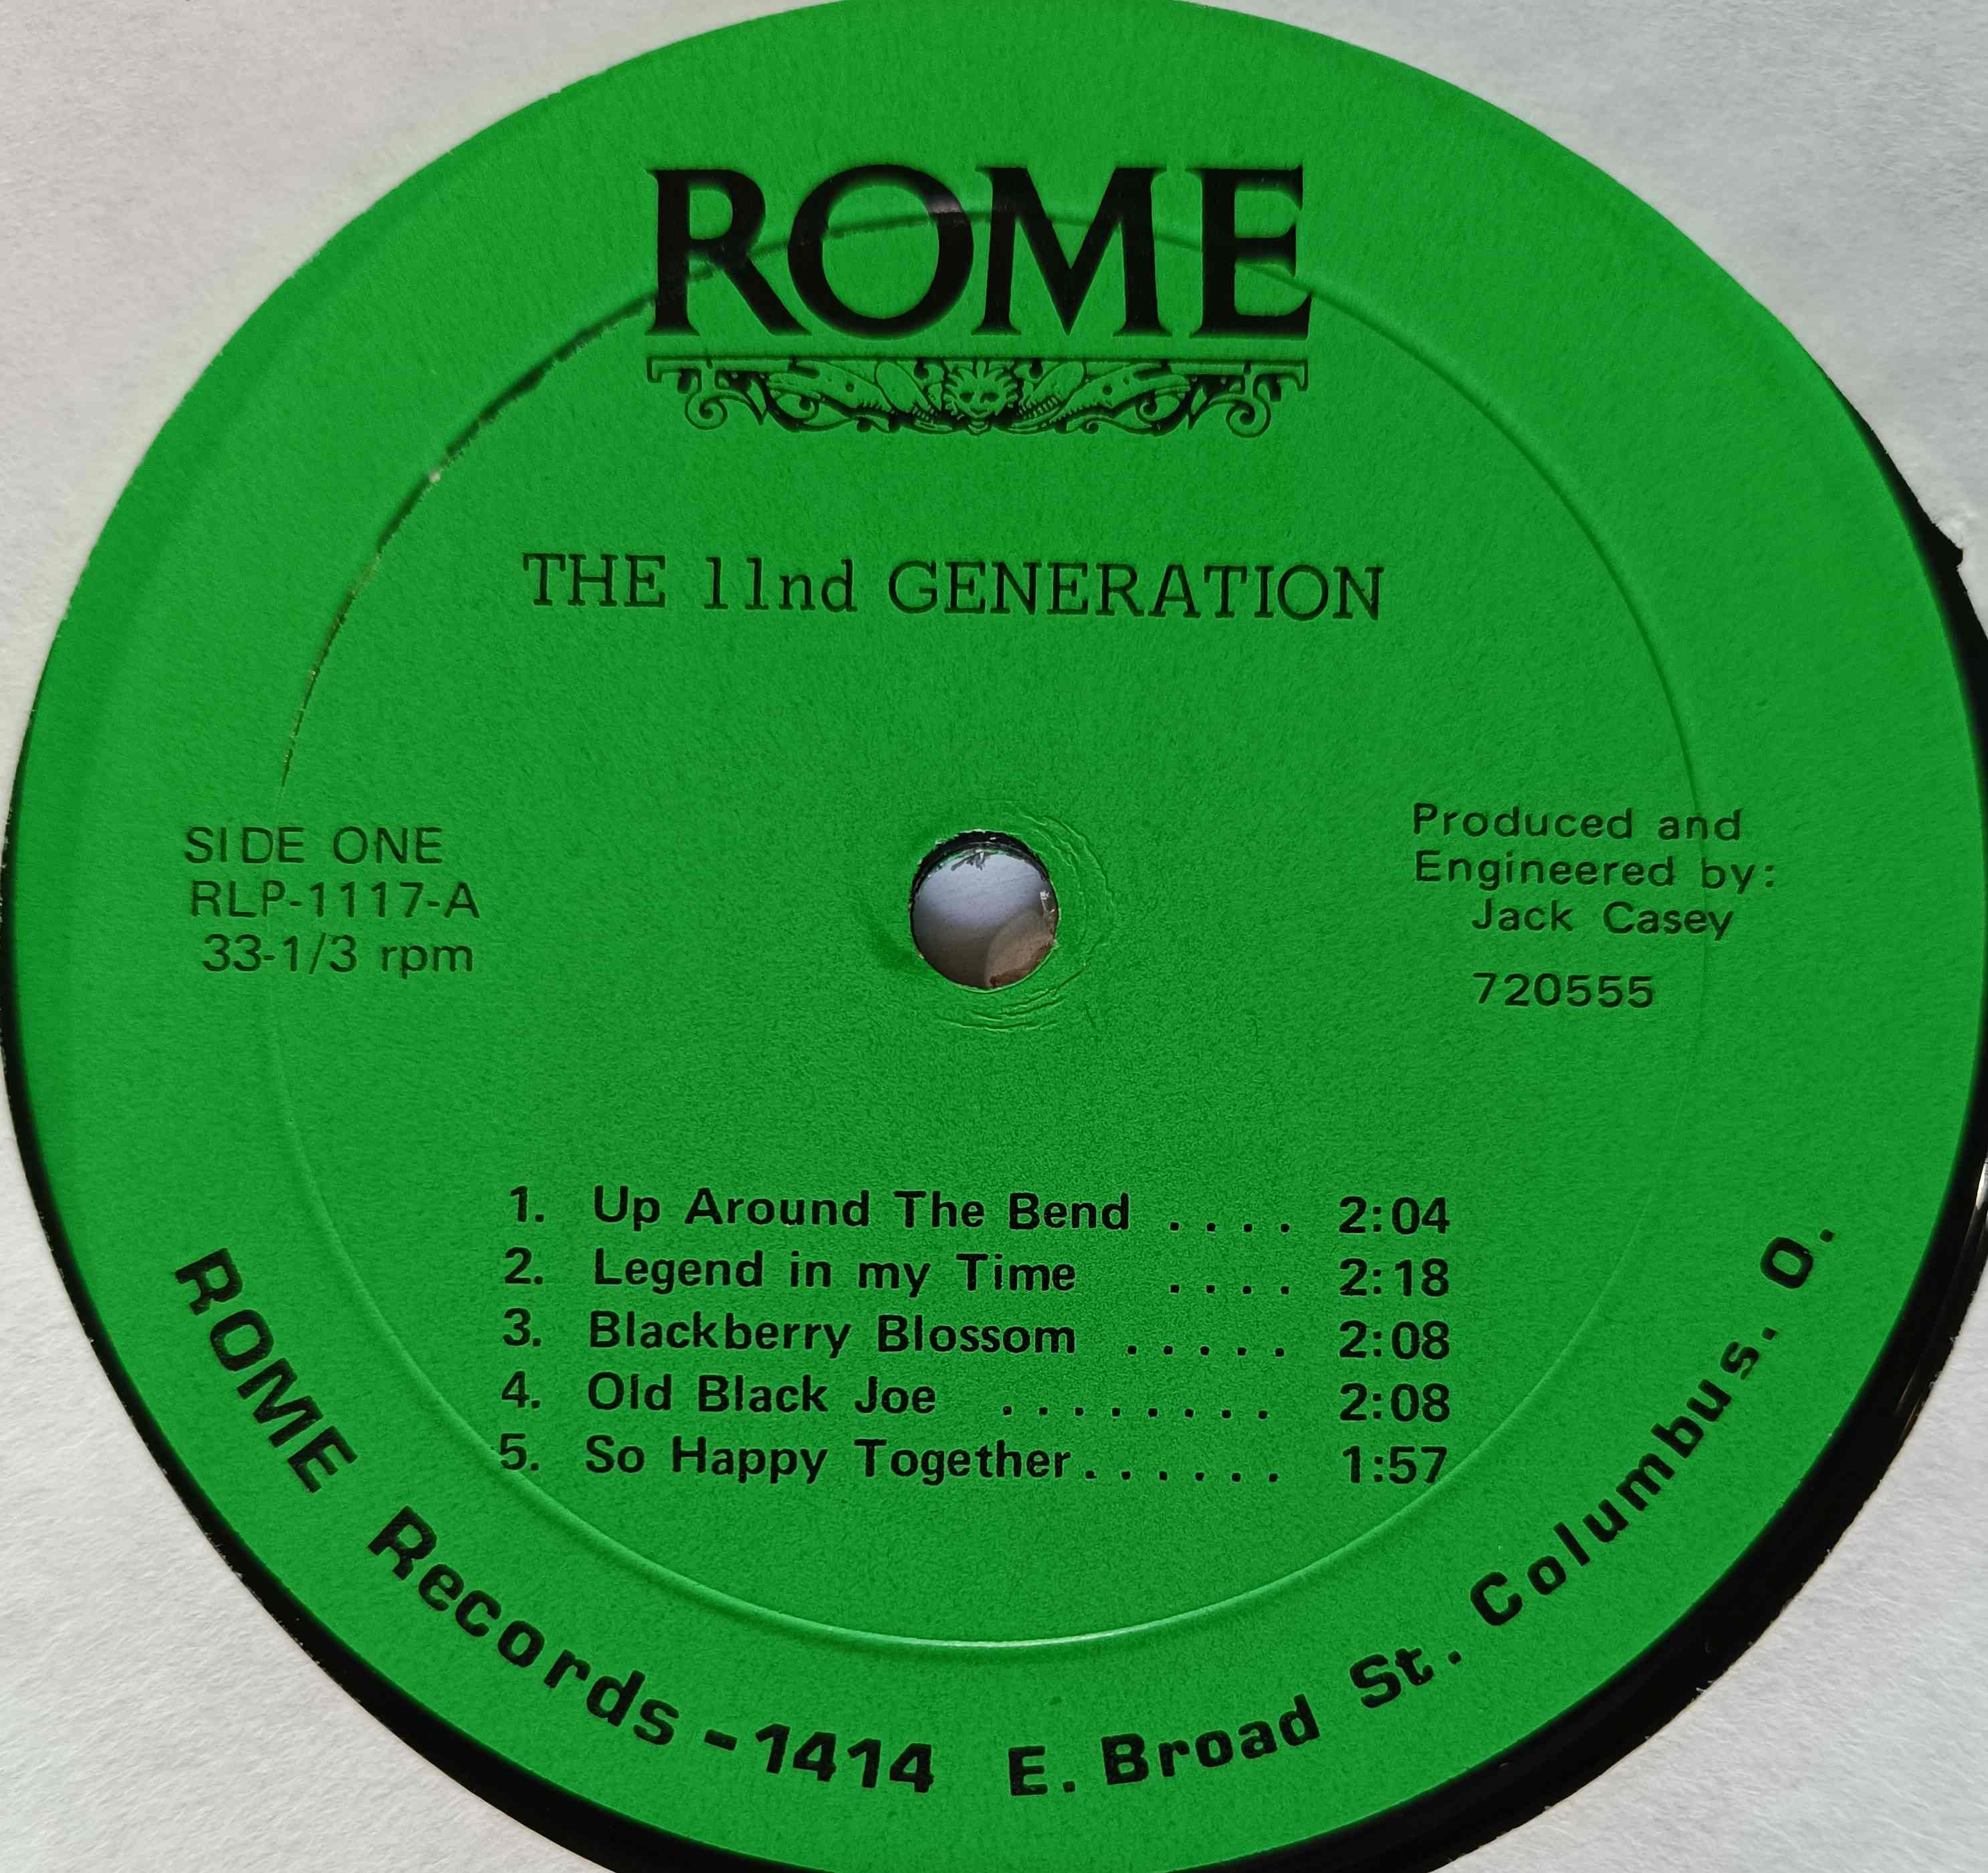 ROME
THE 11nd GENERATION
SIDE ONE
RLP-1117-A
33-1/3 rpm
Produced and
Engineered by:
Jack Casey
720555
1. Up Around The Bend .... 2:04
2. Legend in my Time .... 2:18
3. Blackberry Blossom ..... 2:08
4. Old Black Joe ........ 2:08
5. So Happy Together...... 1:57
ROME Records -1414 E. Broad St. Columbus. O.